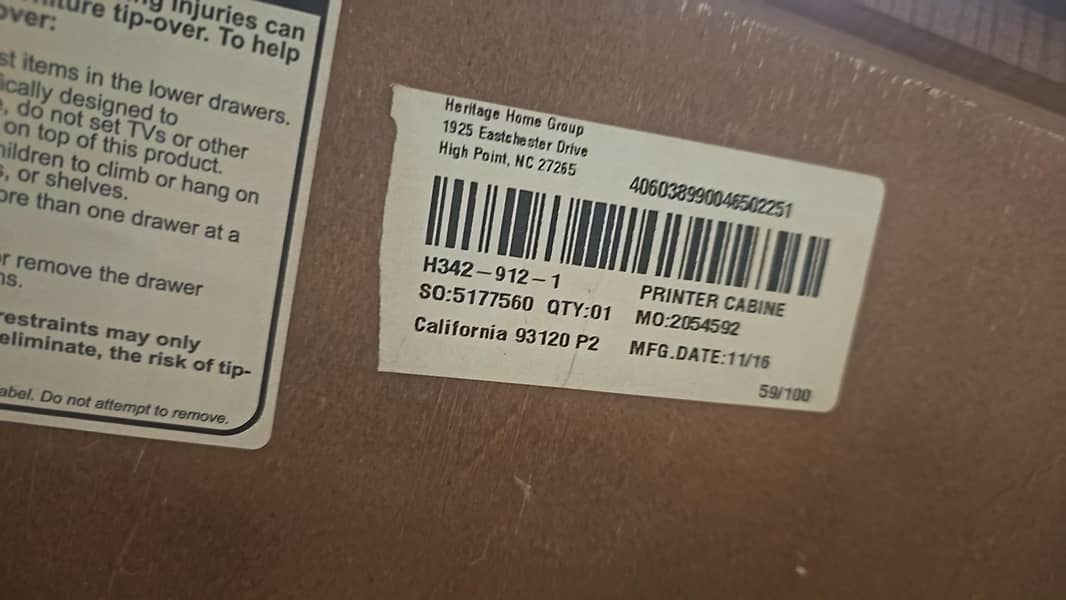 injuries can
ture tip-over. To help
over:
st items in the lower drawers.
ically designed to
, do not set TVs or other
on top of this product.
hildren to climb or hang on
s, or shelves.
ore than one drawer at a
r remove the drawer
ns.
restraints may only
eliminate, the risk of tip-
abel. Do not attempt to remove.
Heritage Home Group
1925 Eastchester Drive
High Point, NC 27265
406038990046502251
H342-912-1
PRINTER CABINE
SO:5177560 QTY:01
MO:2054592
California 93120 P2
MFG.DATE:11/16
59/100